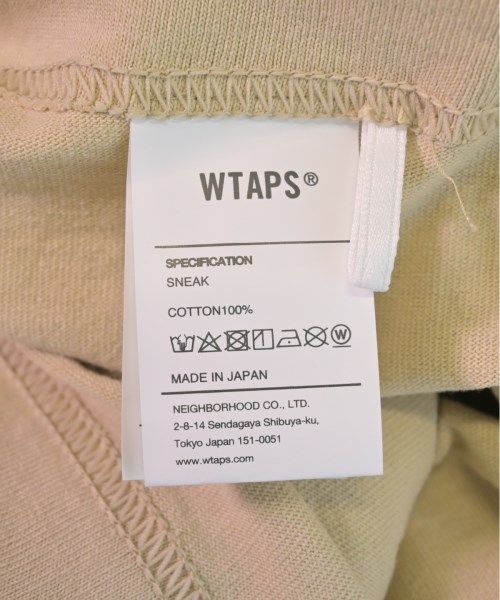 WTAPS®
SPECIFICATION
SNEAK
COTTON100%
W
MADE IN JAPAN
NEIGHBORHOOD CO., LTD.
2-8-14 Sendagaya Shibuya-ku,
Tokyo Japan 151-0051
www.wtaps.com